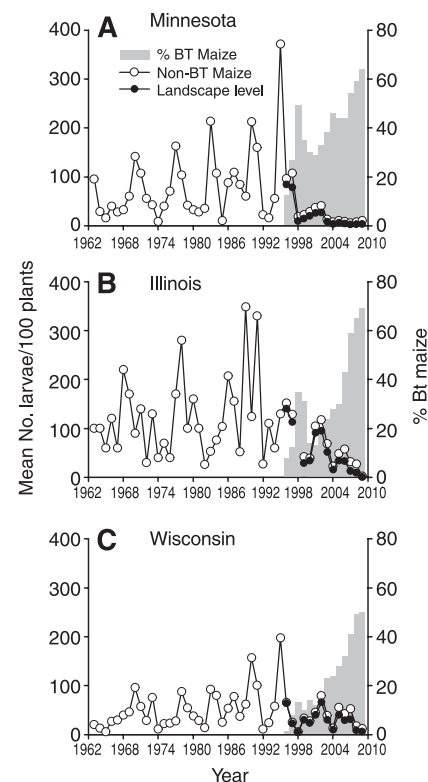 A Minnesota
400 80
% BT Maize
Non-BT Maize
Landscape level
300 60
200 40
100 20
0 0
1962 1968 1974 1980 1986 1992 1998 2004 2010
B Illinois
400 80
300 60
200 40
100 20
0 0
1962 1968 1974 1980 1986 1992 1998 2004 2010
Mean No. larvae/100 plants
% Bt maize
C Wisconsin
400 80
300 60
200 40
100 20
0 0
1962 1968 1974 1980 1986 1992 1998 2004 2010
Year